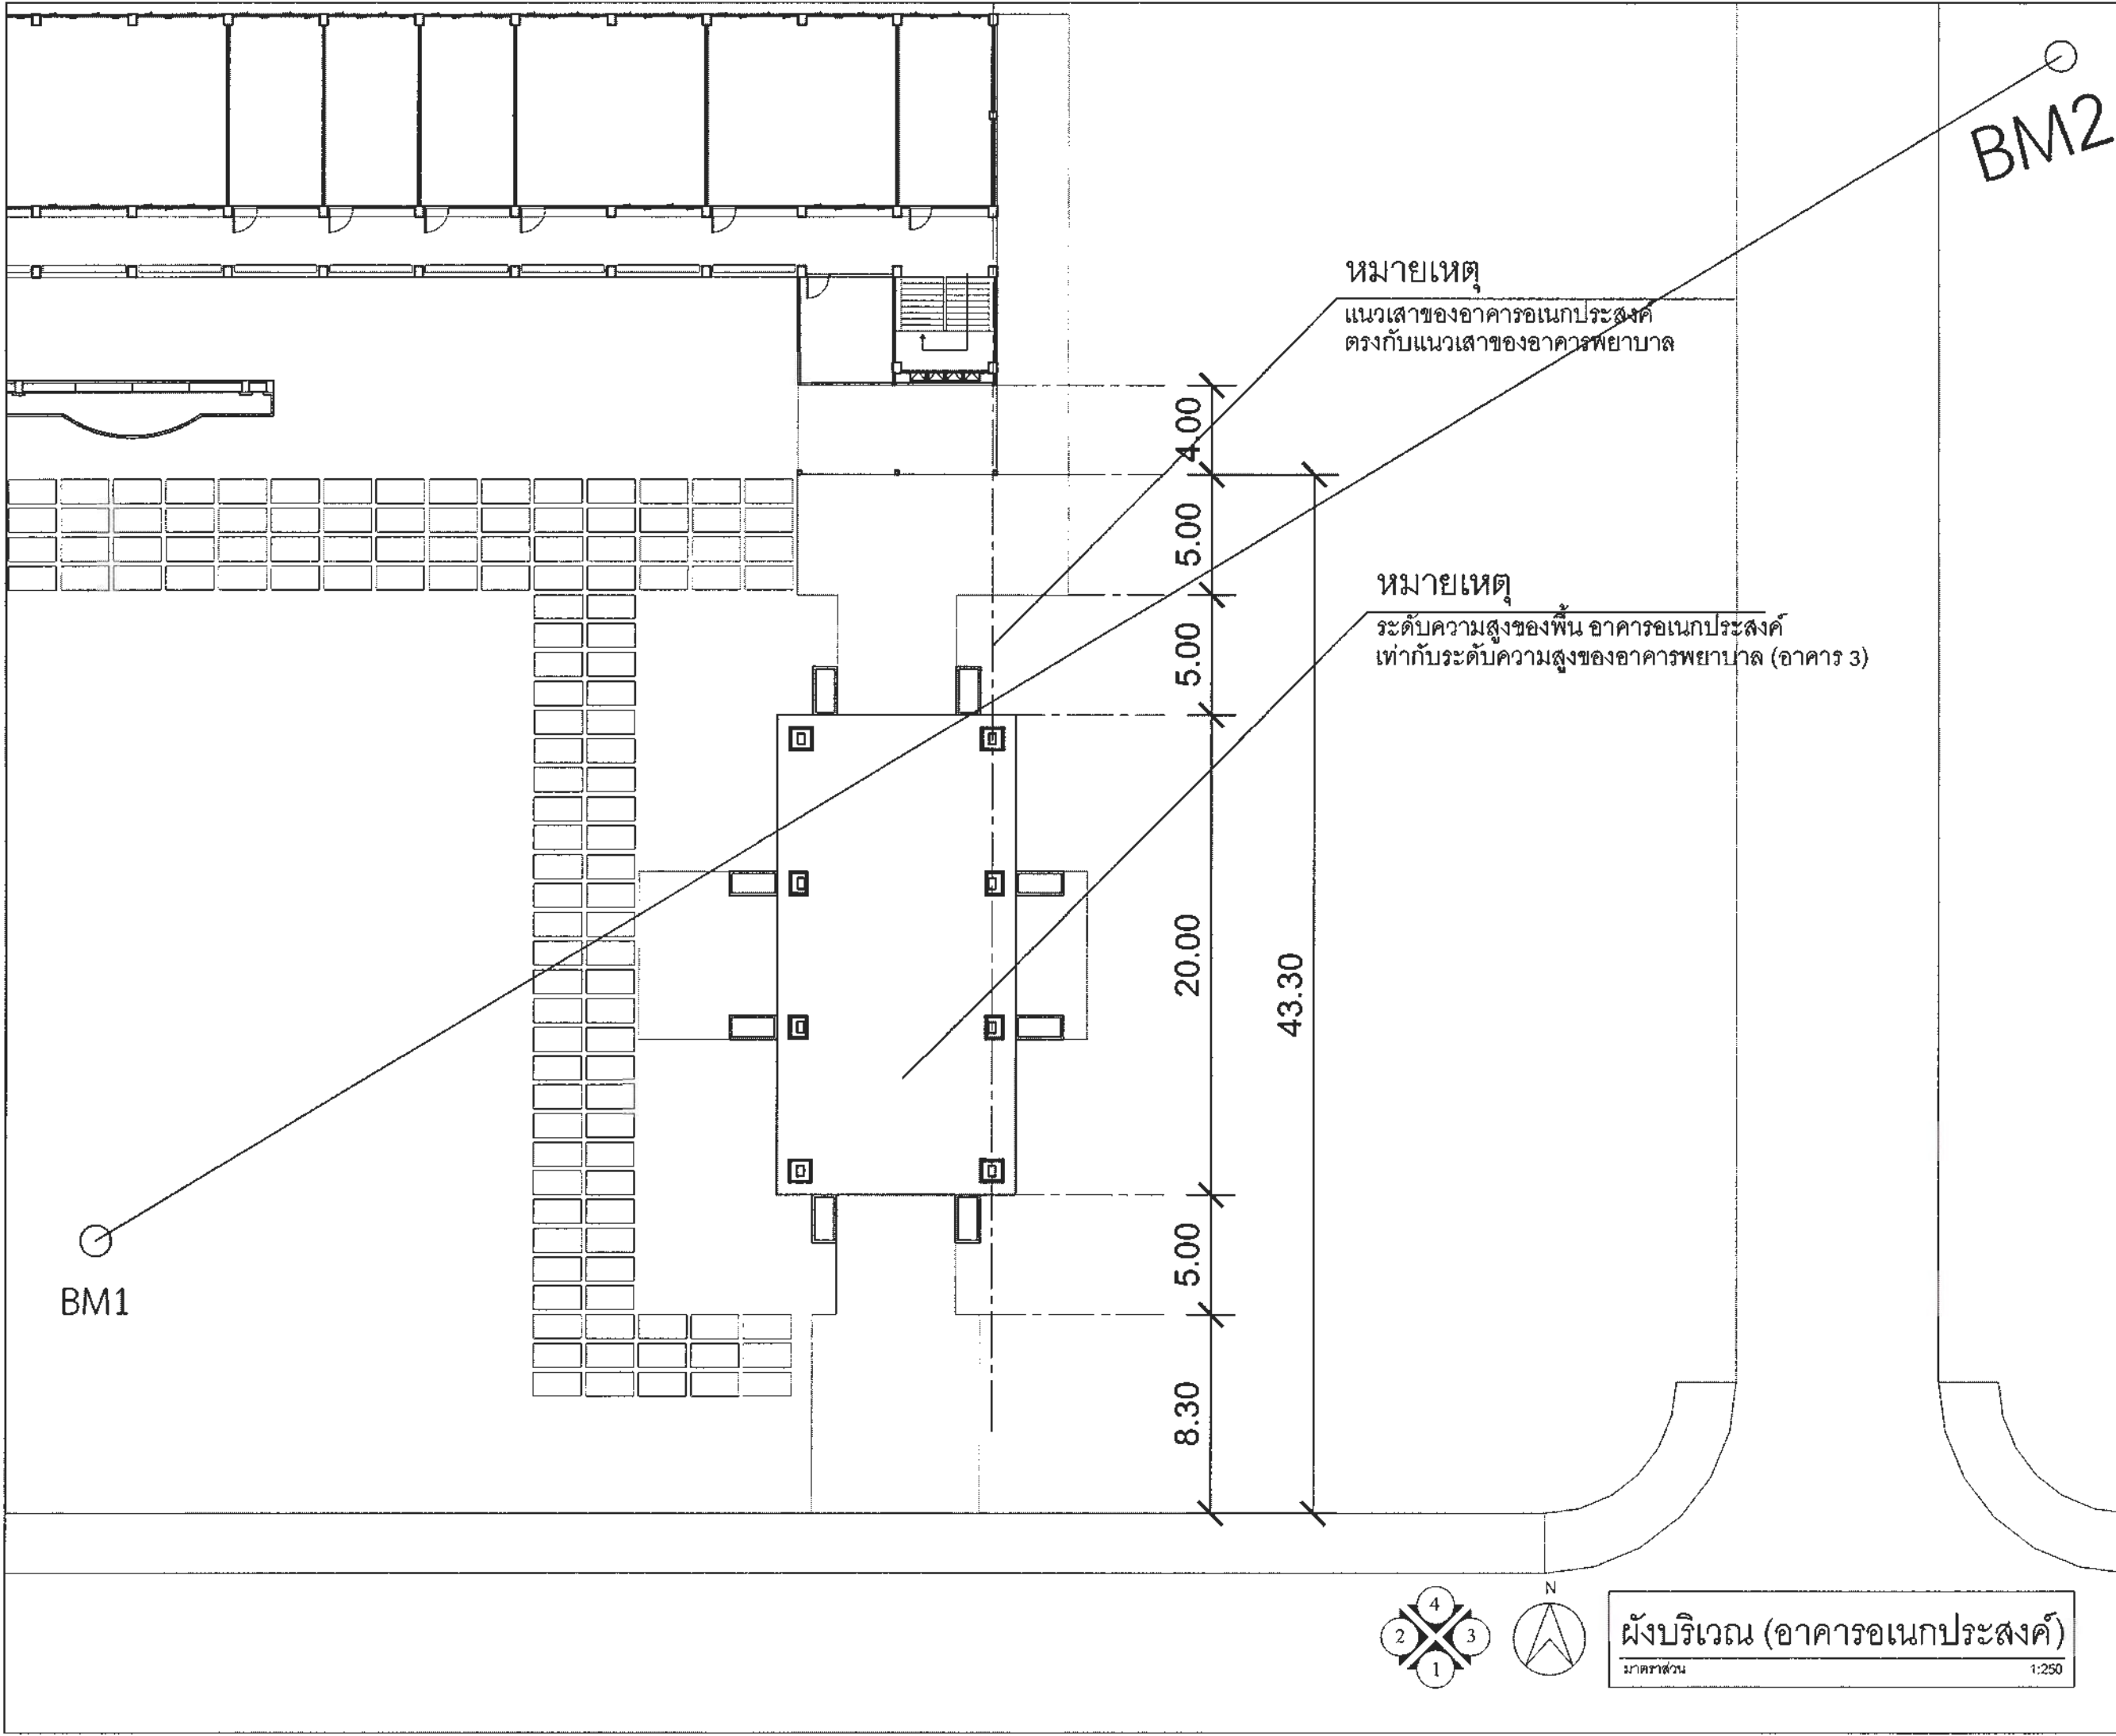 BM2
หมายเหตุ
แนวเสาของอาคารอเนกประสงค์
ตรงกับแนวเสาของอาคารพยาบาล
4.00
5.00
หมายเหตุ
ระดับความสูงของพื้น อาคารอเนกประสงค์
เท่ากับระดับความสูงของอาคารพยาบาล (อาคาร 3)
5.00
20.00
43.30
5.00
BM1
8.30
N
4
2
3
1
ผังบริเวณ (อาคารอเนกประสงค์)
มาตราส่วน 1:250